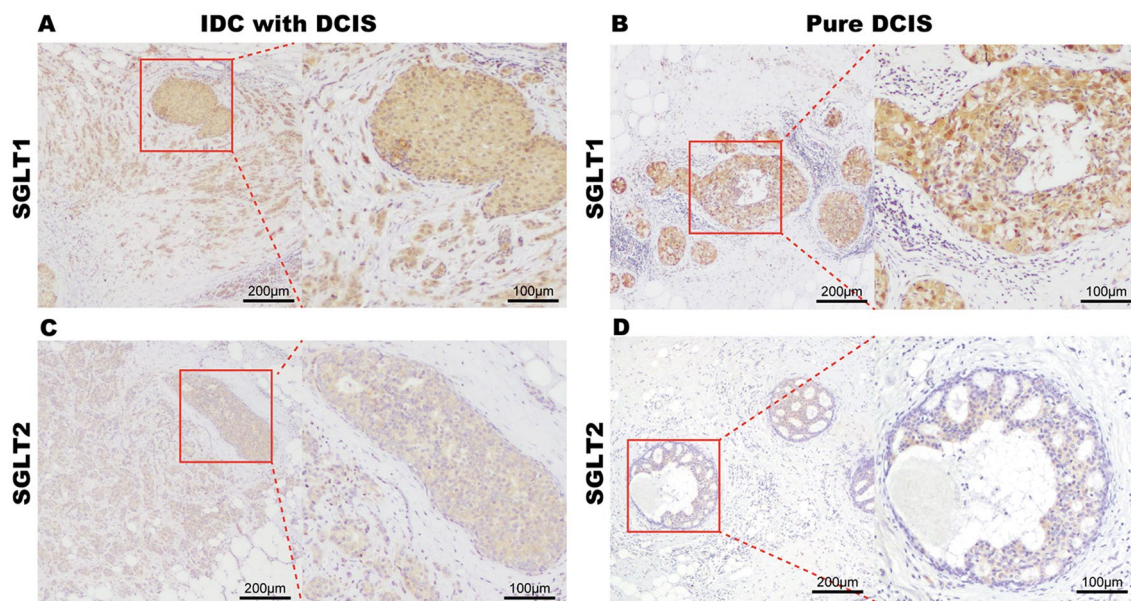 A
IDC with DCIS
B
Pure DCIS
SGLT1
200µm
100µm
SGLT1
200µm
100µm
C
D
SGLT2
200µm
100µm
SGLT2
200µm
100µm